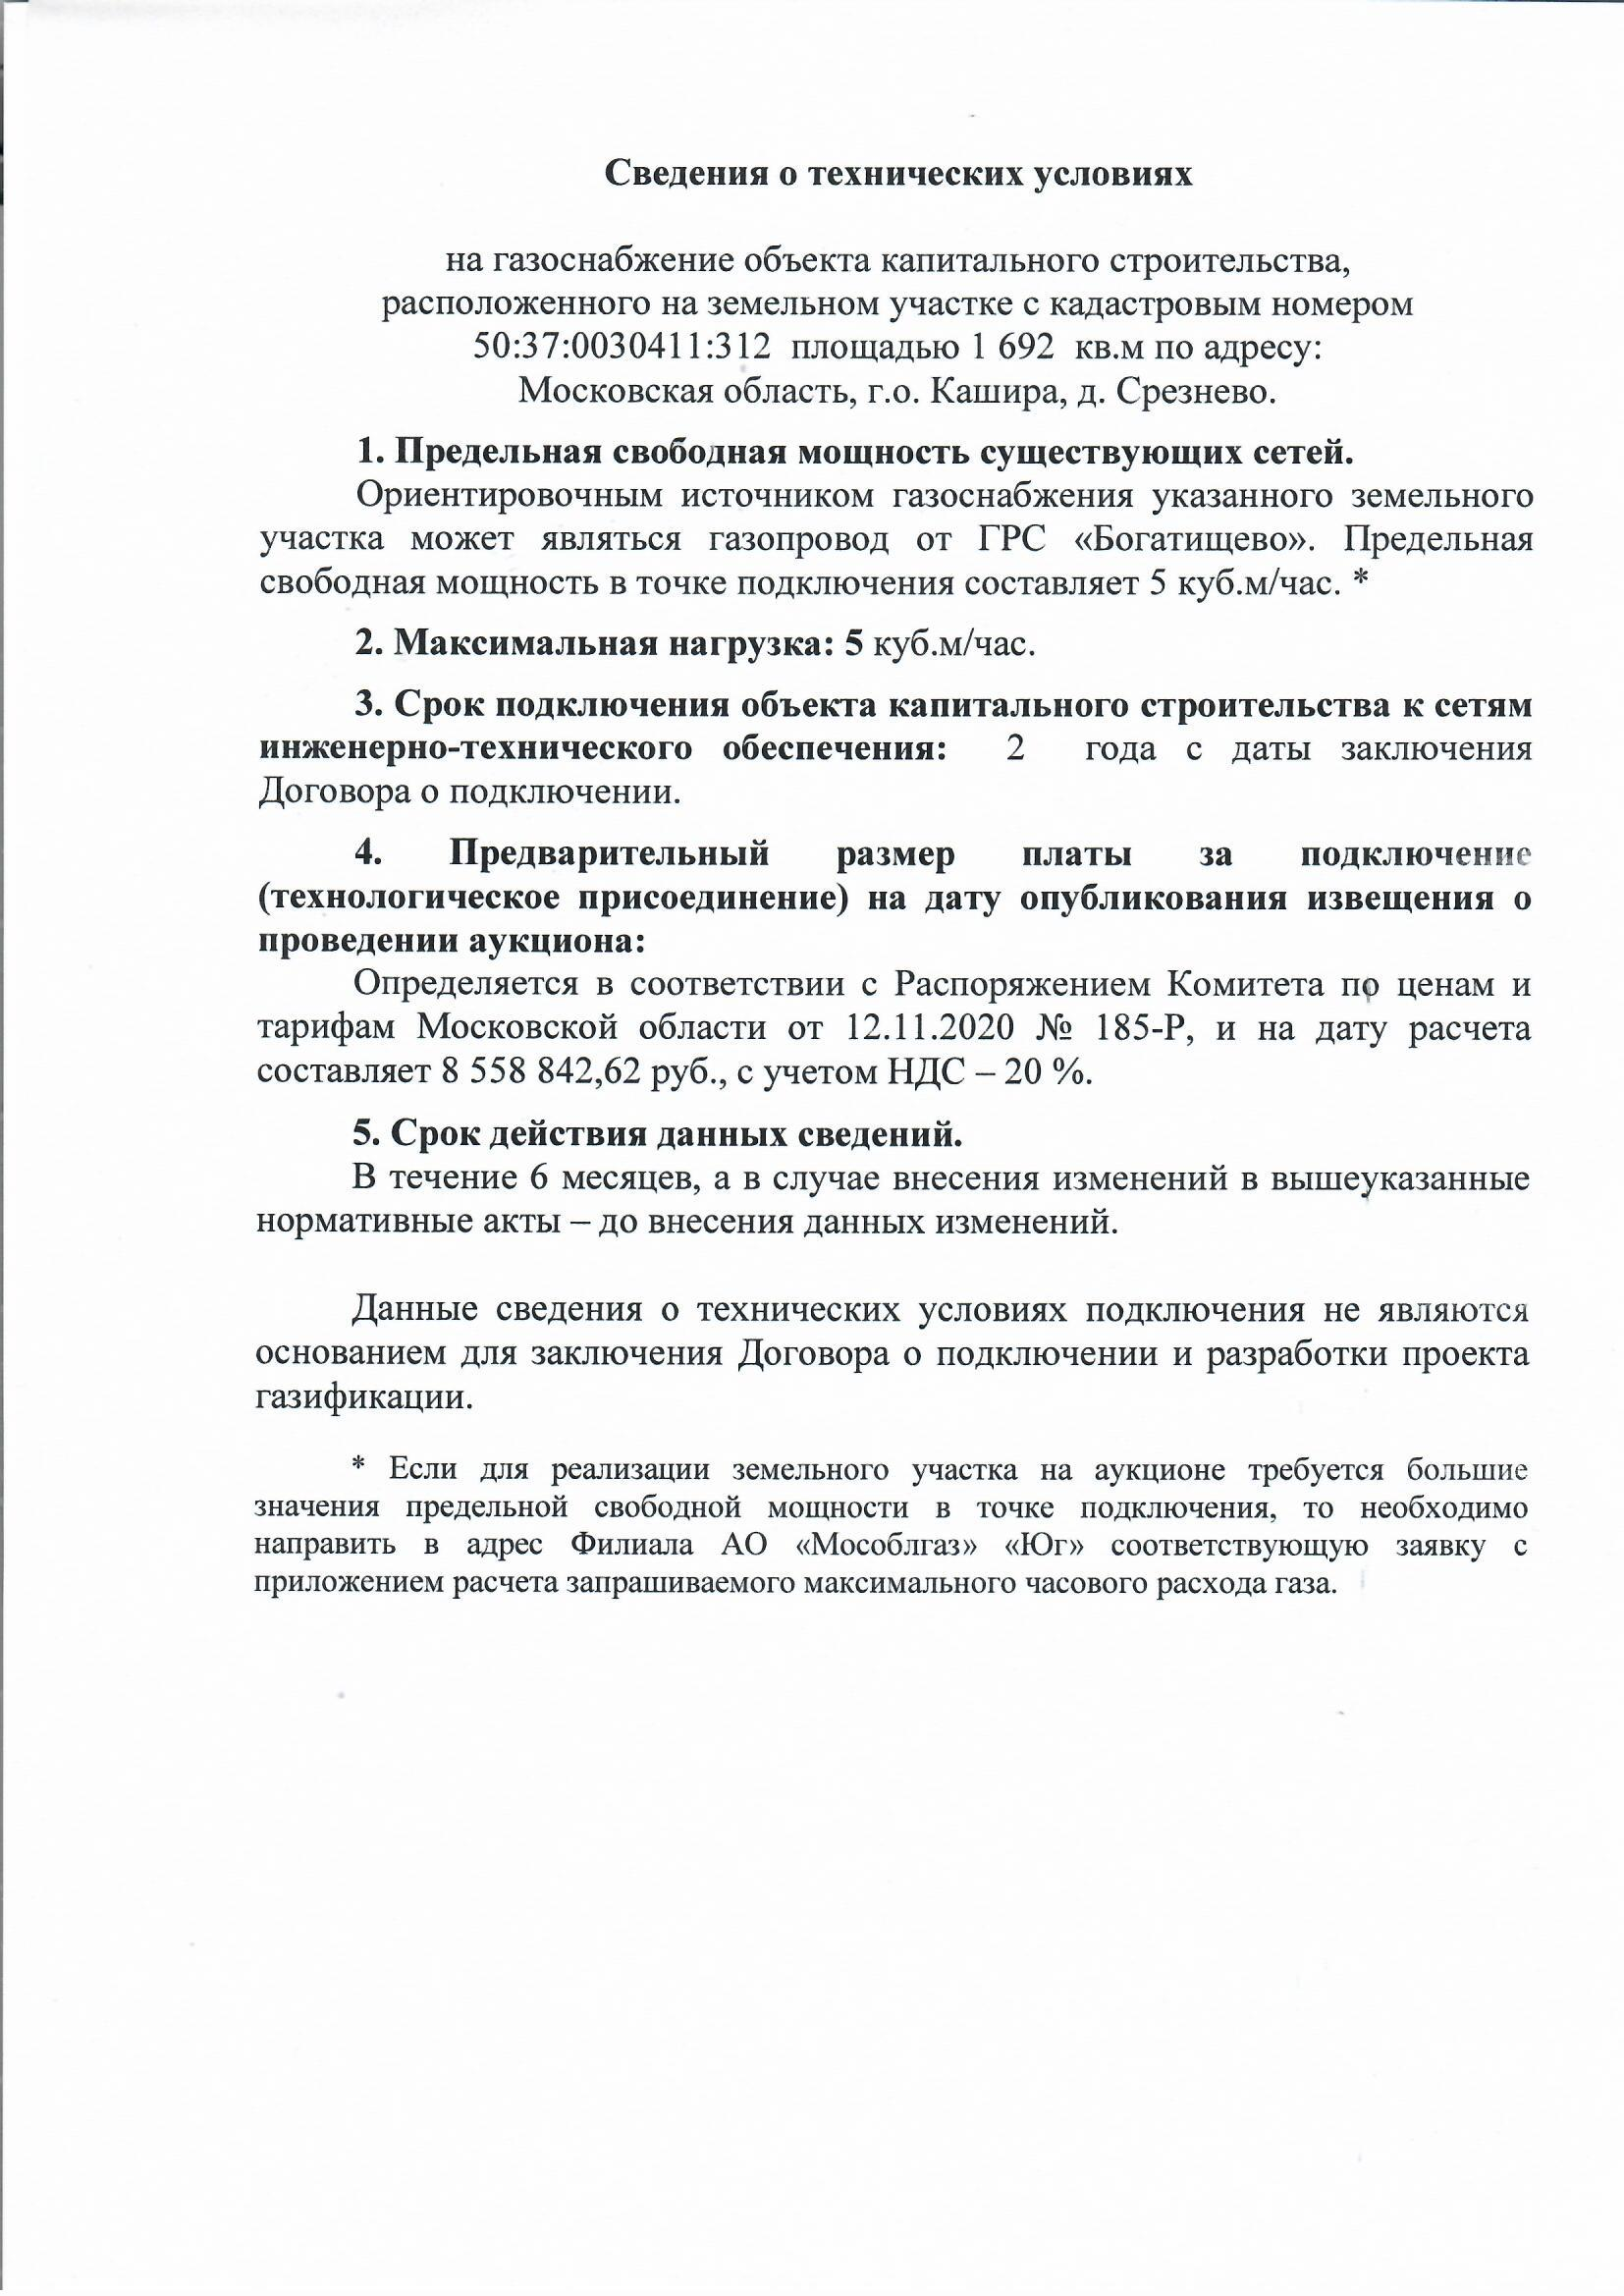 Сведения о технических условиях
на газоснабжение объекта капитального строительства,
расположенного на земельном участке с кадастровым номером
50:37:0030411:312 площадью 1 692 кв.м по адресу:
Московская область, г.о. Кашира, д. Срезнево.
1. Предельная свободная мощность существующих сетей.
Ориентировочным источником газоснабжения указанного земельного
участка может являться газопровод от ГРС «Богатищево». Предельная
свободная мощность в точке подключения составляет 5 куб.м/час. *
2. Максимальная нагрузка: 5 куб.м/час.
3. Срок подключения объекта капитального строительства к сетям
инженерно-технического обеспечения: 2 года с даты заключения
Договора о подключении.
4. Предварительный размер платы за подключение
(технологическое присоединение) на дату опубликования извещения о
проведении аукциона:
Определяется в соответствии с Распоряжением Комитета по ценам и
тарифам Московской области от 12.11.2020 № 185-Р, и на дату расчета
составляет 8 558 842,62 руб., с учетом НДС – 20 %.
5. Срок действия данных сведений.
В течение 6 месяцев, а в случае внесения изменений в вышеуказанные
нормативные акты – до внесения данных изменений.
Данные сведения о технических условиях подключения не являются
основанием для заключения Договора о подключении и разработки проекта
газификации.
* Если для реализации земельного участка на аукционе требуется большие
значения предельной свободной мощности в точке подключения, то необходимо
направить в адрес Филиала АО «Мособлгаз» «Юг» соответствующую заявку с
приложением расчета запрашиваемого максимального часового расхода газа.